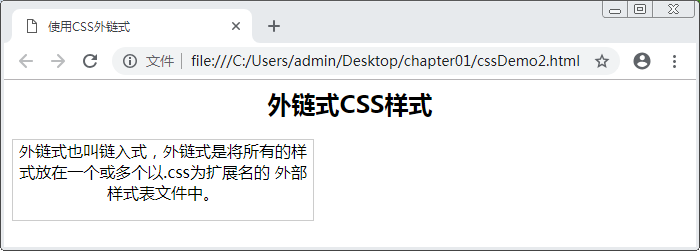 使用CSS外链式
文件 | file:///C:/Users/admin/Desktop/chapter01/cssDemo2.html
外链式CSS样式
外链式也叫链入式，外链式是将所有的样
式放在一个或多个以.css为扩展名的 外部
样式表文件中。